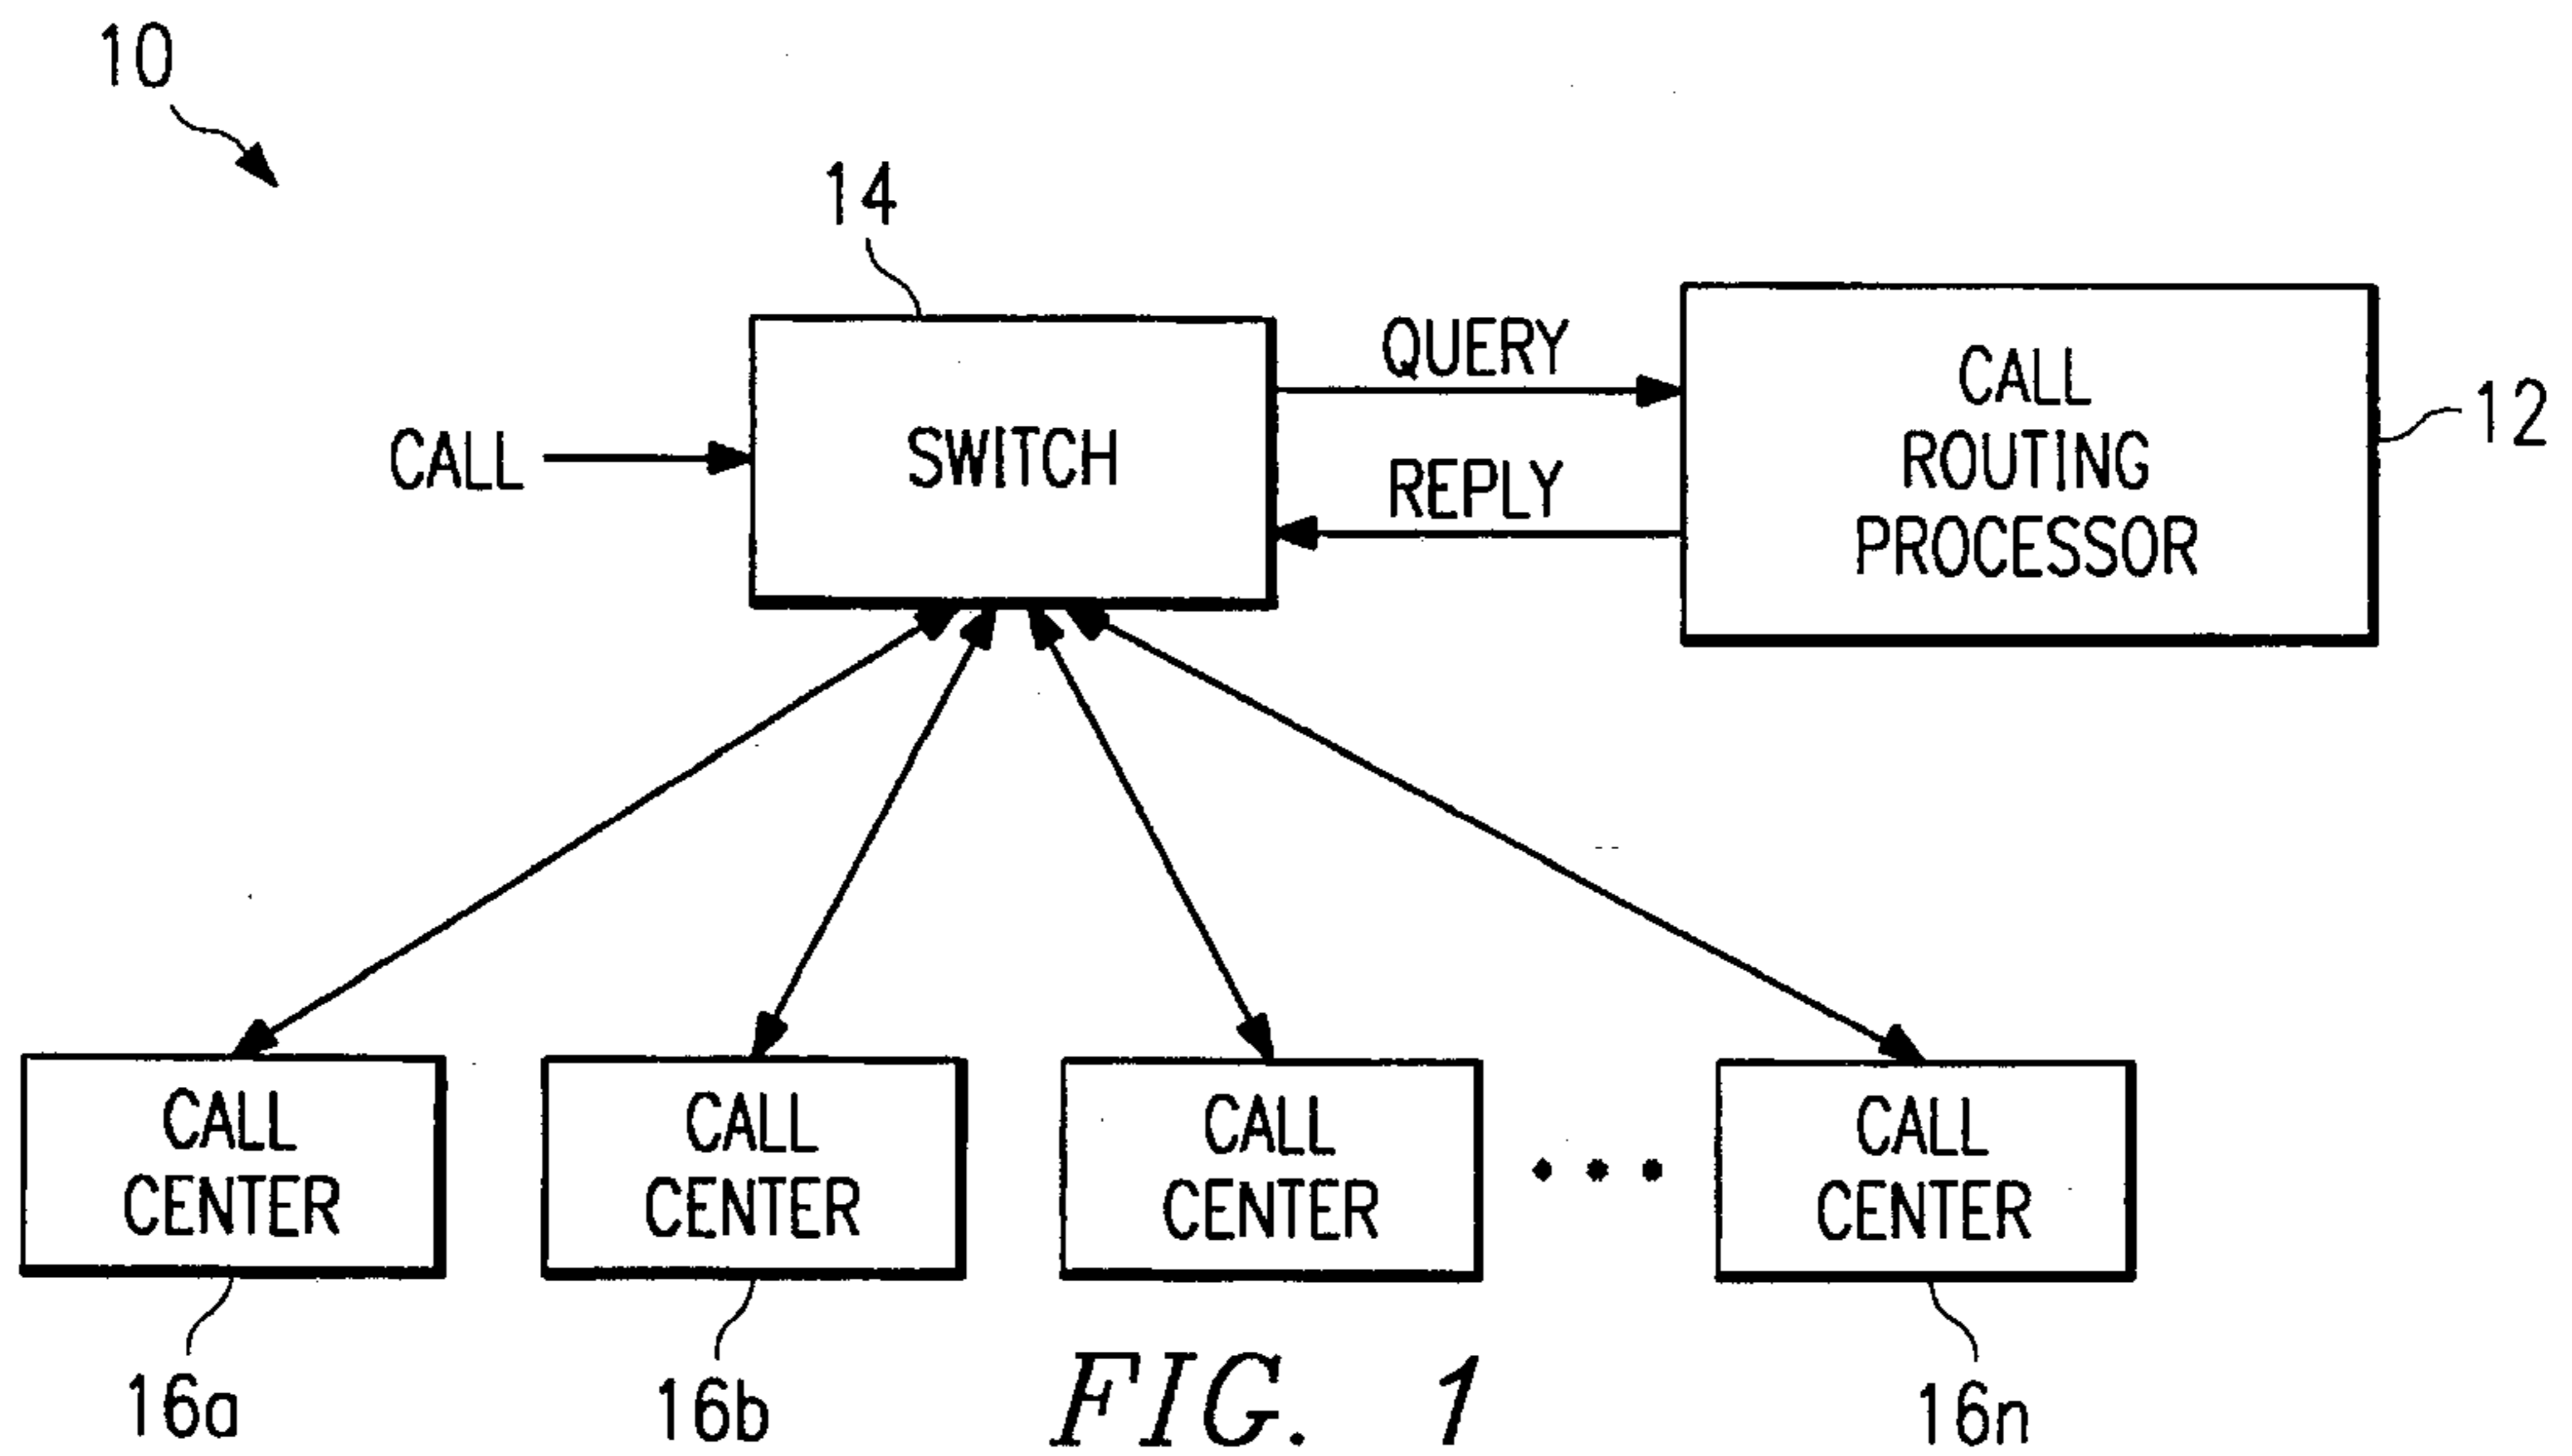 10
14
QUERY
CALL
ROUTING
PROCESSOR
12
CALL
SWITCH
REPLY
CALL
CENTER
CALL
CENTER
CALL
CENTER
CALL
CENTER
16a
16b
FIG. 1
16n